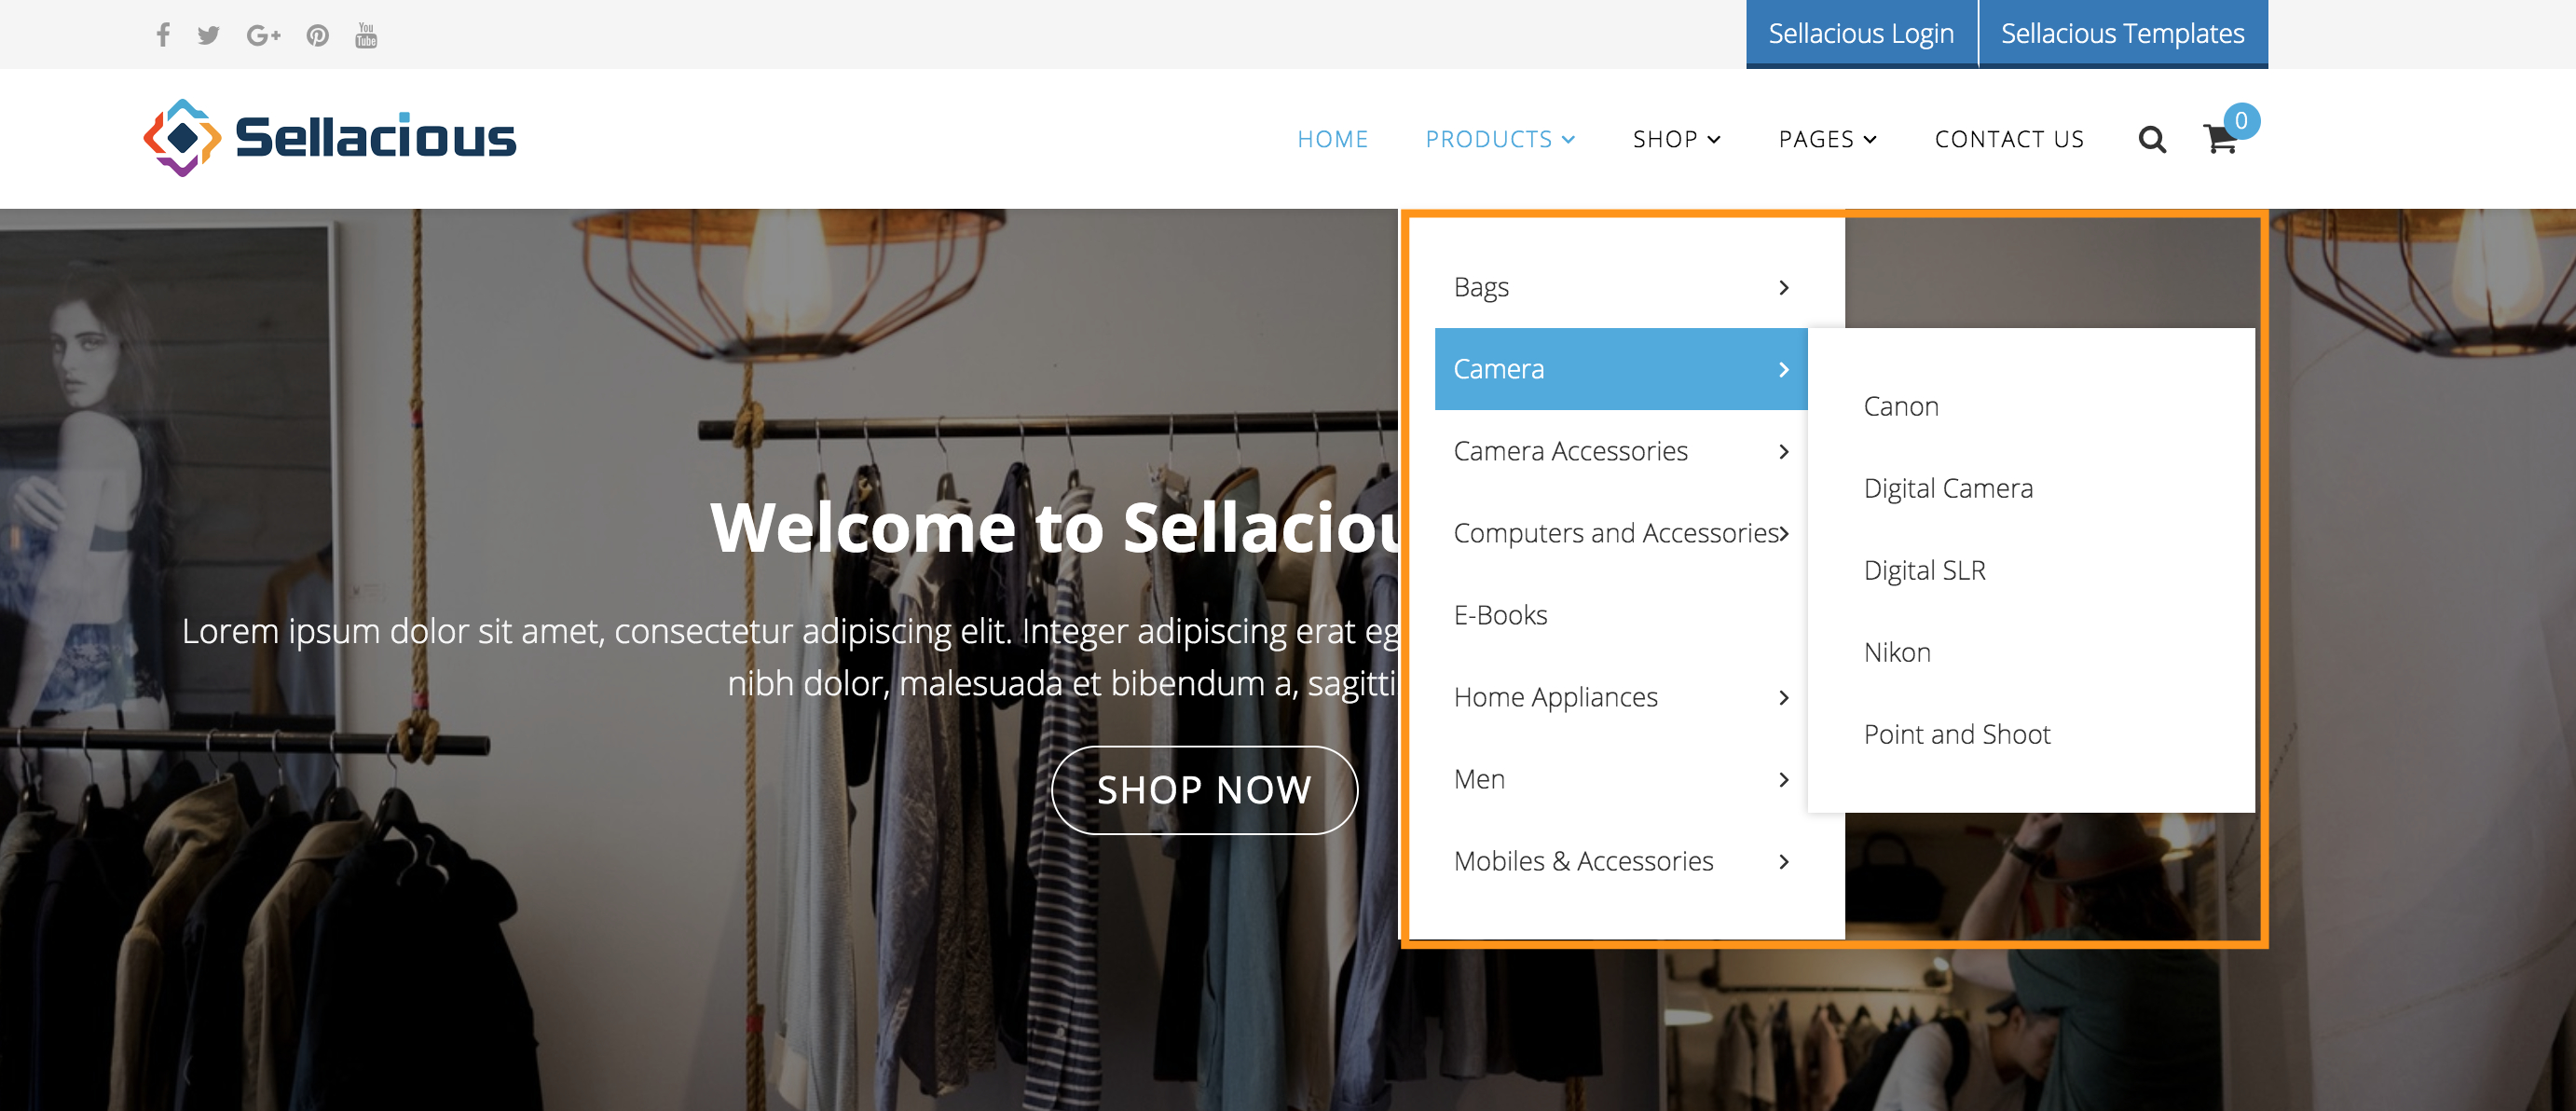 You
Tube
Sellacious Login
Sellacious Templates
Sellacious
HOME
PRODUCTS
SHOP
PAGES
CONTACT US
0
Bags
Camera
Camera Accessories
Computers and Accessories
E-Books
Home Appliances
Men
Mobiles & Accessories
Canon
Digital Camera
Digital SLR
Nikon
Point and Shoot
Welcome to Sellaciou
Lorem ipsum dolor sit amet, consectetur adipiscing elit. Integer adipiscing erat eg
nibh dolor, malesuada et bibendum a, sagitti
SHOP NOW